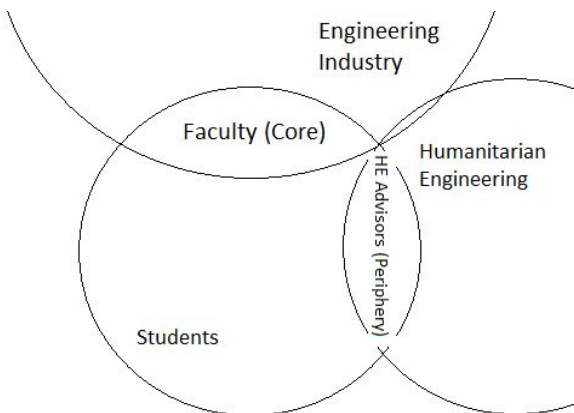 Engineering
Industry
Faculty (Core)
Humanitarian
Engineering
HE Advisors (Periphery)
Students